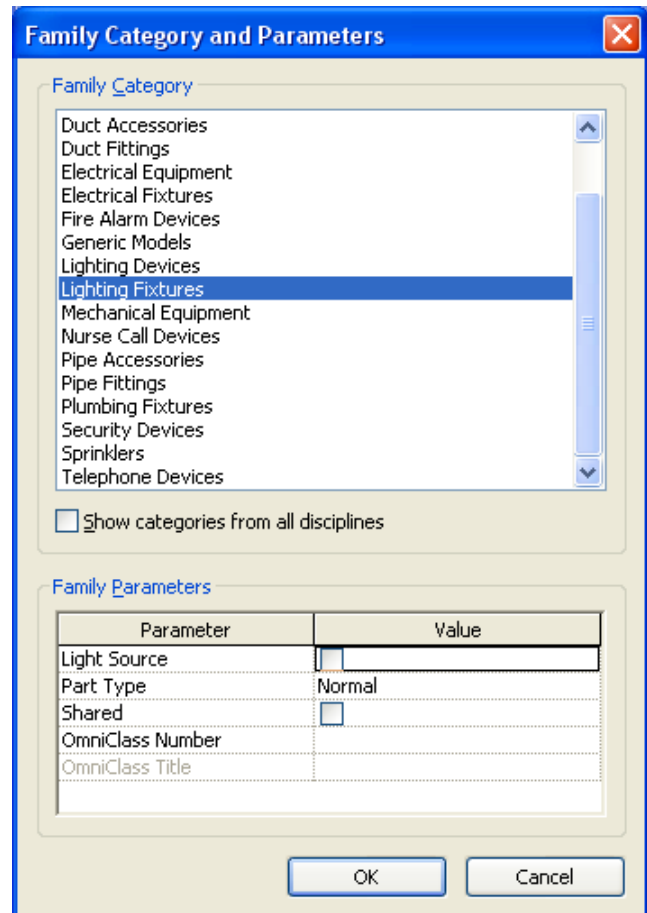 Family Category and Parameters
Family Category
Duct Accessories
Duct Fittings
Electrical Equipment
Electrical Fixtures
Fire Alarm Devices
Generic Models
Lighting Devices
Lighting Fixtures
Mechanical Equipment
Nurse Call Devices
Pipe Accessories
Pipe Fittings
Plumbing Fixtures
Security Devices
Sprinklers
Telephone Devices
Show categories from all disciplines
Family Parameters
Parameter Value
Light Source
Part Type Normal
Shared
OmniClass Number
OmniClass Title
OK Cancel